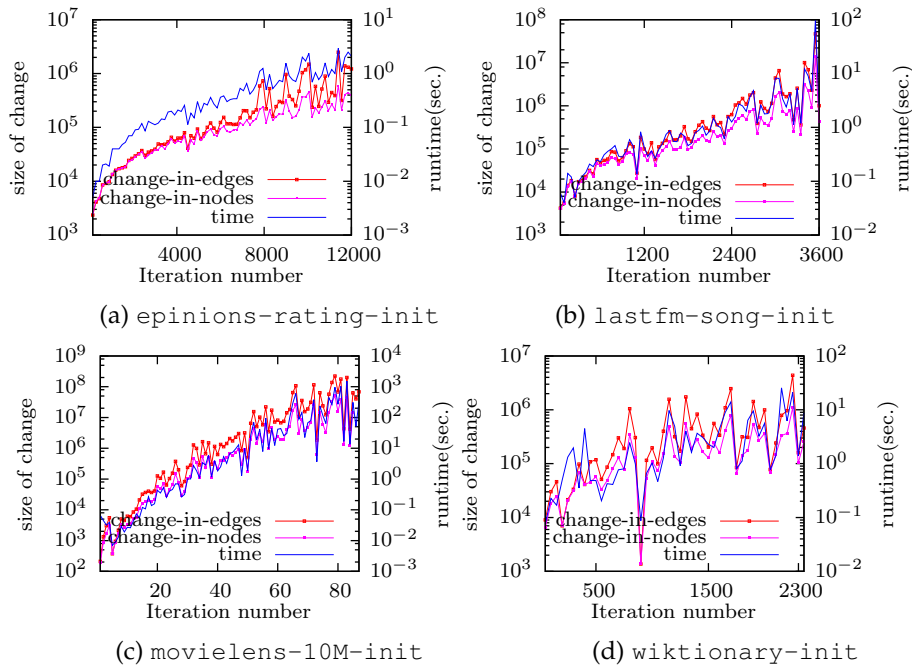 size of change
10^7
10^6
10^5
10^4
10^3
4000 8000 12000
Iteration number
10^1
10^0
10^-1
10^-2
10^-3
runtime(sec.)
change-in-edges
change-in-nodes
time
(a) epinions-rating-init
size of change
10^8
10^7
10^6
10^5
10^4
10^3
1200 2400 3600
Iteration number
10^2
10^1
10^0
10^-1
10^-2
runtime(sec.)
change-in-edges
change-in-nodes
time
(b) lastfm-song-init
size of change
10^9
10^8
10^7
10^6
10^5
10^4
10^3
10^2
20 40 60 80
Iteration number
10^4
10^3
10^2
10^1
10^0
10^-1
10^-2
10^-3
runtime(sec.)
change-in-edges
change-in-nodes
time
(c) movielens-10M-init
size of change
10^7
10^6
10^5
10^4
10^3
500 1500 2300
Iteration number
10^2
10^1
10^0
10^-1
10^-2
runtime(sec.)
change-in-edges
change-in-nodes
time
(d) wiktionary-init